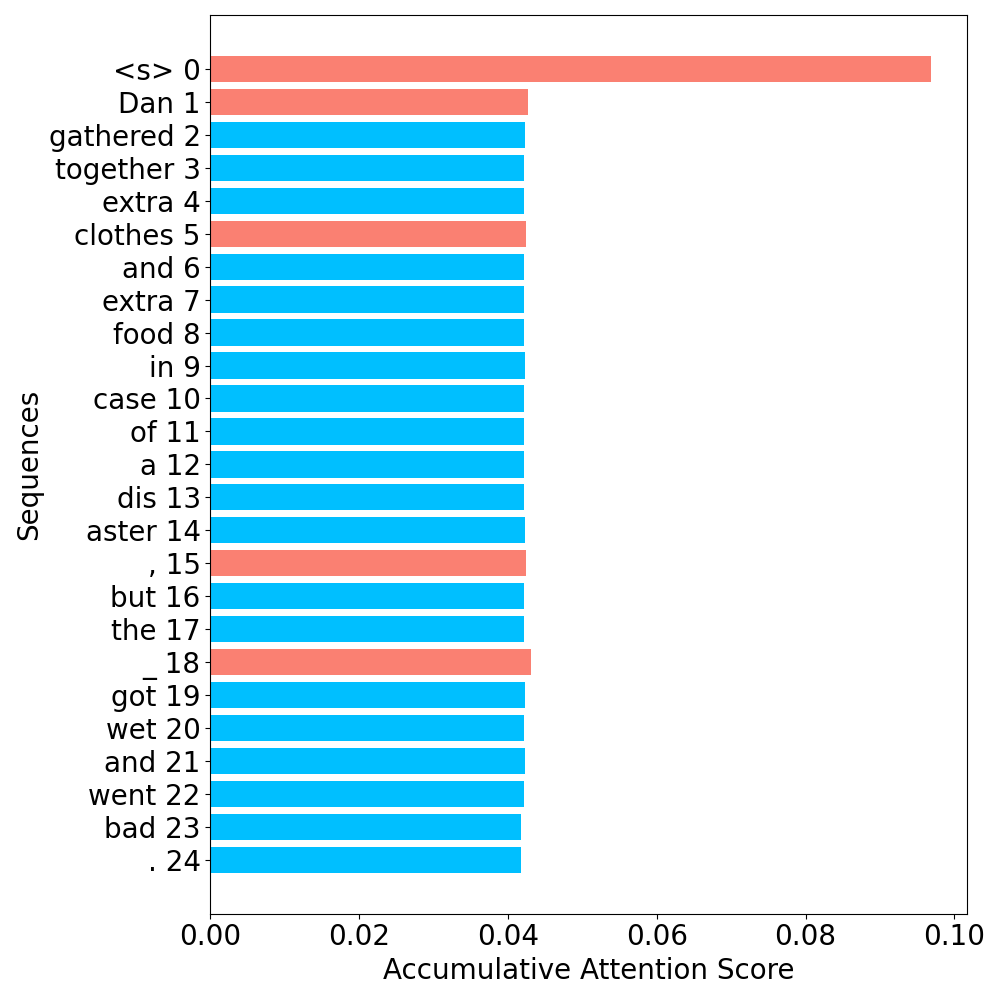 <s> 0
Dan 1
gathered 2
together 3
extra 4
clothes 5
and 6
extra 7
food 8
in 9
case 10
of 11
a 12
dis 13
aster 14
, 15
but 16
the 17
_ 18
got 19
wet 20
and 21
went 22
bad 23
. 24
Sequences
0.00 0.02 0.04 0.06 0.08 0.10
Accumulative Attention Score